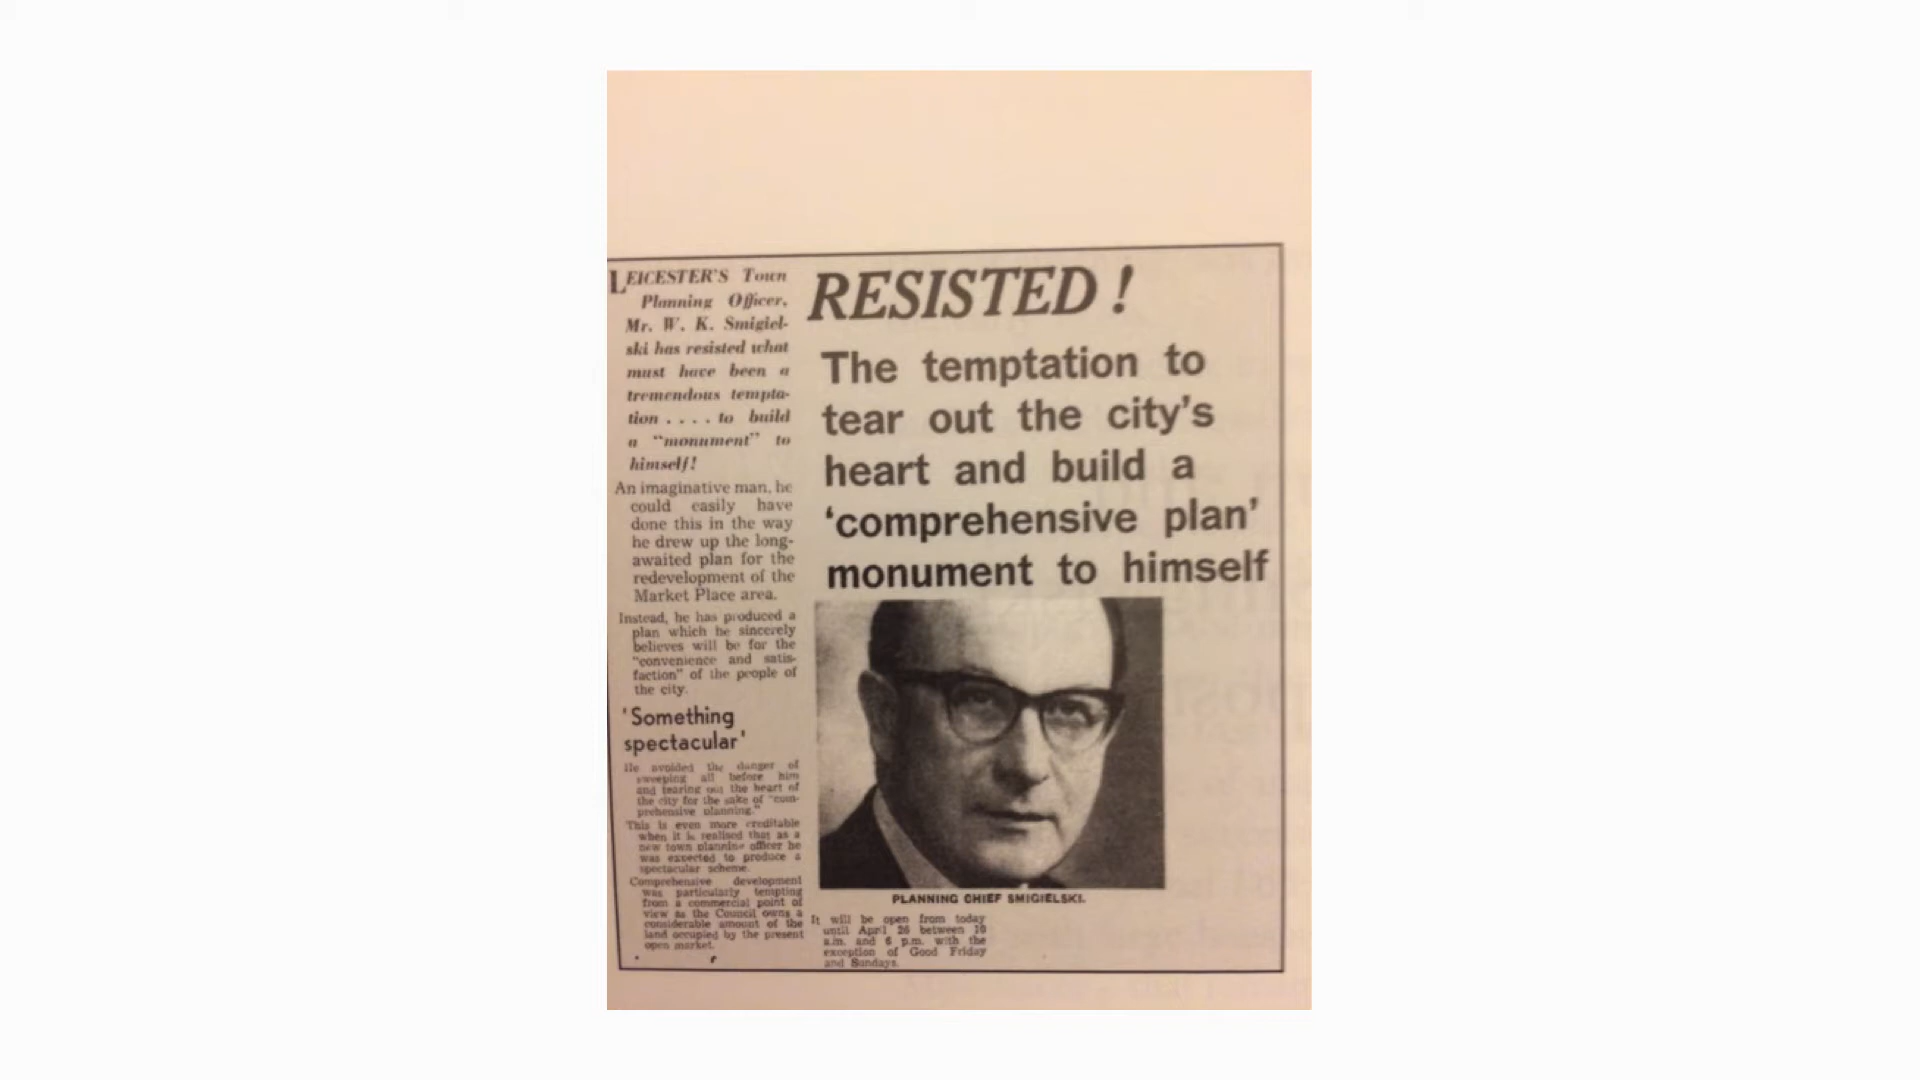 LEICESTER'S Town
Planning Officer,
Mr. W. K. Smigiel-
ski has resisted what
must have been a
tremendous tempta-
tion . . . . to build
a "monument" to
himself!
An imaginative man, he
could easily have
done this in the way
he drew up the long-
awaited plan for the
redevelopment of the
Market Place area.
Instead, he has produced a
plan which he sincerely
believes will be for the
"convenience and satis-
faction" of the people of
the city.
'Something
spectacular'
He avoided the danger of
sweeping all before him
and tearing out the heart of
the city for the sake of "com-
prehensive planning."
This is even more creditable
when it is realised that as a
new town planning officer he
was expected to produce a
spectacular scheme.
Comprehensive development
was particularly tempting
from a commercial point of
view as the Council owns a
considerable amount of the
land occupied by the present
open market.
RESISTED !
The temptation to
tear out the city's
heart and build a
'comprehensive plan'
monument to himself
PLANNING CHIEF SMIGIELSKI.
It will be open from today
until April 26 between 10
a.m. and 6 p.m. with the
exception of Good Friday
and Sundays.